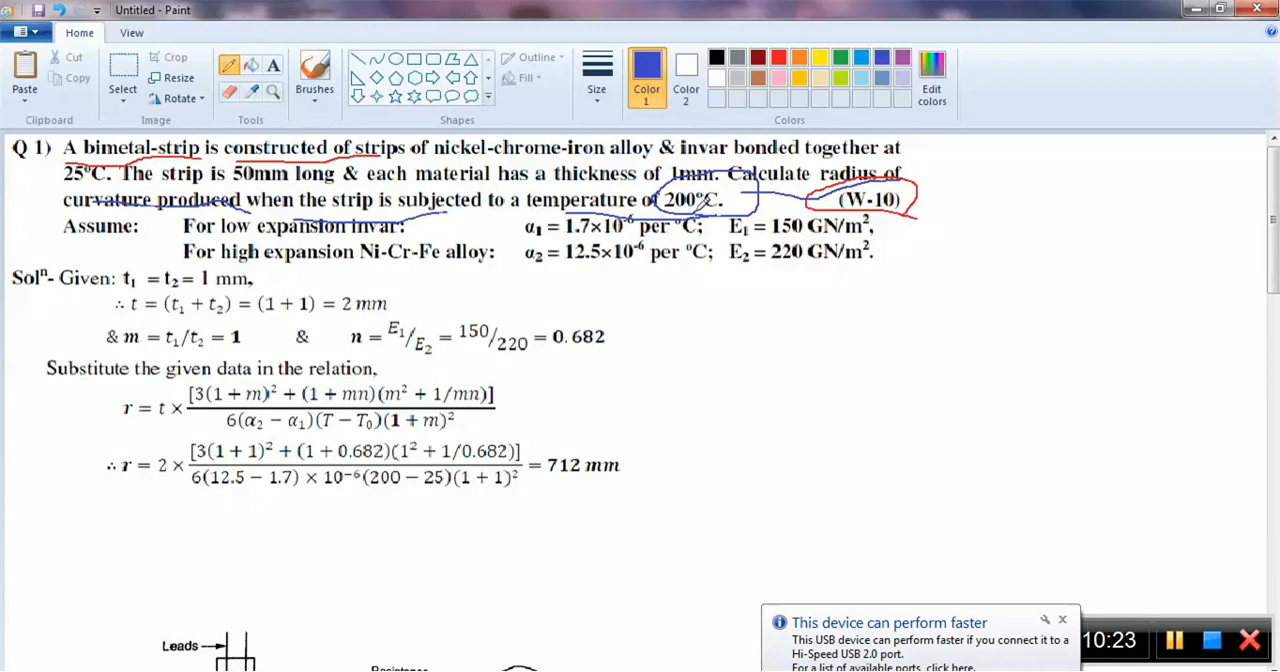 Untitled - Paint
Home View
Cut
Copy
Paste
Crop
Resize
Rotate
Select
Brushes
Outline
Fill
Size
Color 1
Color 2
Edit colors
Clipboard Image Tools Shapes Colors
Q 1) A bimetal-strip is constructed of strips of nickel-chrome-iron alloy & invar bonded together at
25°C. The strip is 50mm long & each material has a thickness of 1mm. Calculate radius of
curvature produced when the strip is subjected to a temperature of 200°C. (W-10)
Assume: For low expansion invar: α₁ = 1.7×10⁻⁶ per °C; E₁ = 150 GN/m²,
For high expansion Ni-Cr-Fe alloy: α₂ = 12.5×10⁻⁶ per °C; E₂ = 220 GN/m².
Solⁿ- Given: t₁ = t₂ = 1 mm,
∴ t = (t₁ + t₂) = (1 + 1) = 2 mm
& m = t₁/t₂ = 1 & n = E₁/E₂ = 150/220 = 0.682
Substitute the given data in the relation,
r = t × [3(1 + m)² + (1 + mn)(m² + 1/mn)] / 6(α₂ − α₁)(T − T₀)(1 + m)²
∴ r = 2 × [3(1 + 1)² + (1 + 0.682)(1² + 1/0.682)] / 6(12.5 − 1.7) × 10⁻⁶(200 − 25)(1 + 1)² = 712 mm
Leads
Resistance
This device can perform faster
This USB device can perform faster if you connect it to a
Hi-Speed USB 2.0 port.
For a list of available ports, click here.
10:23